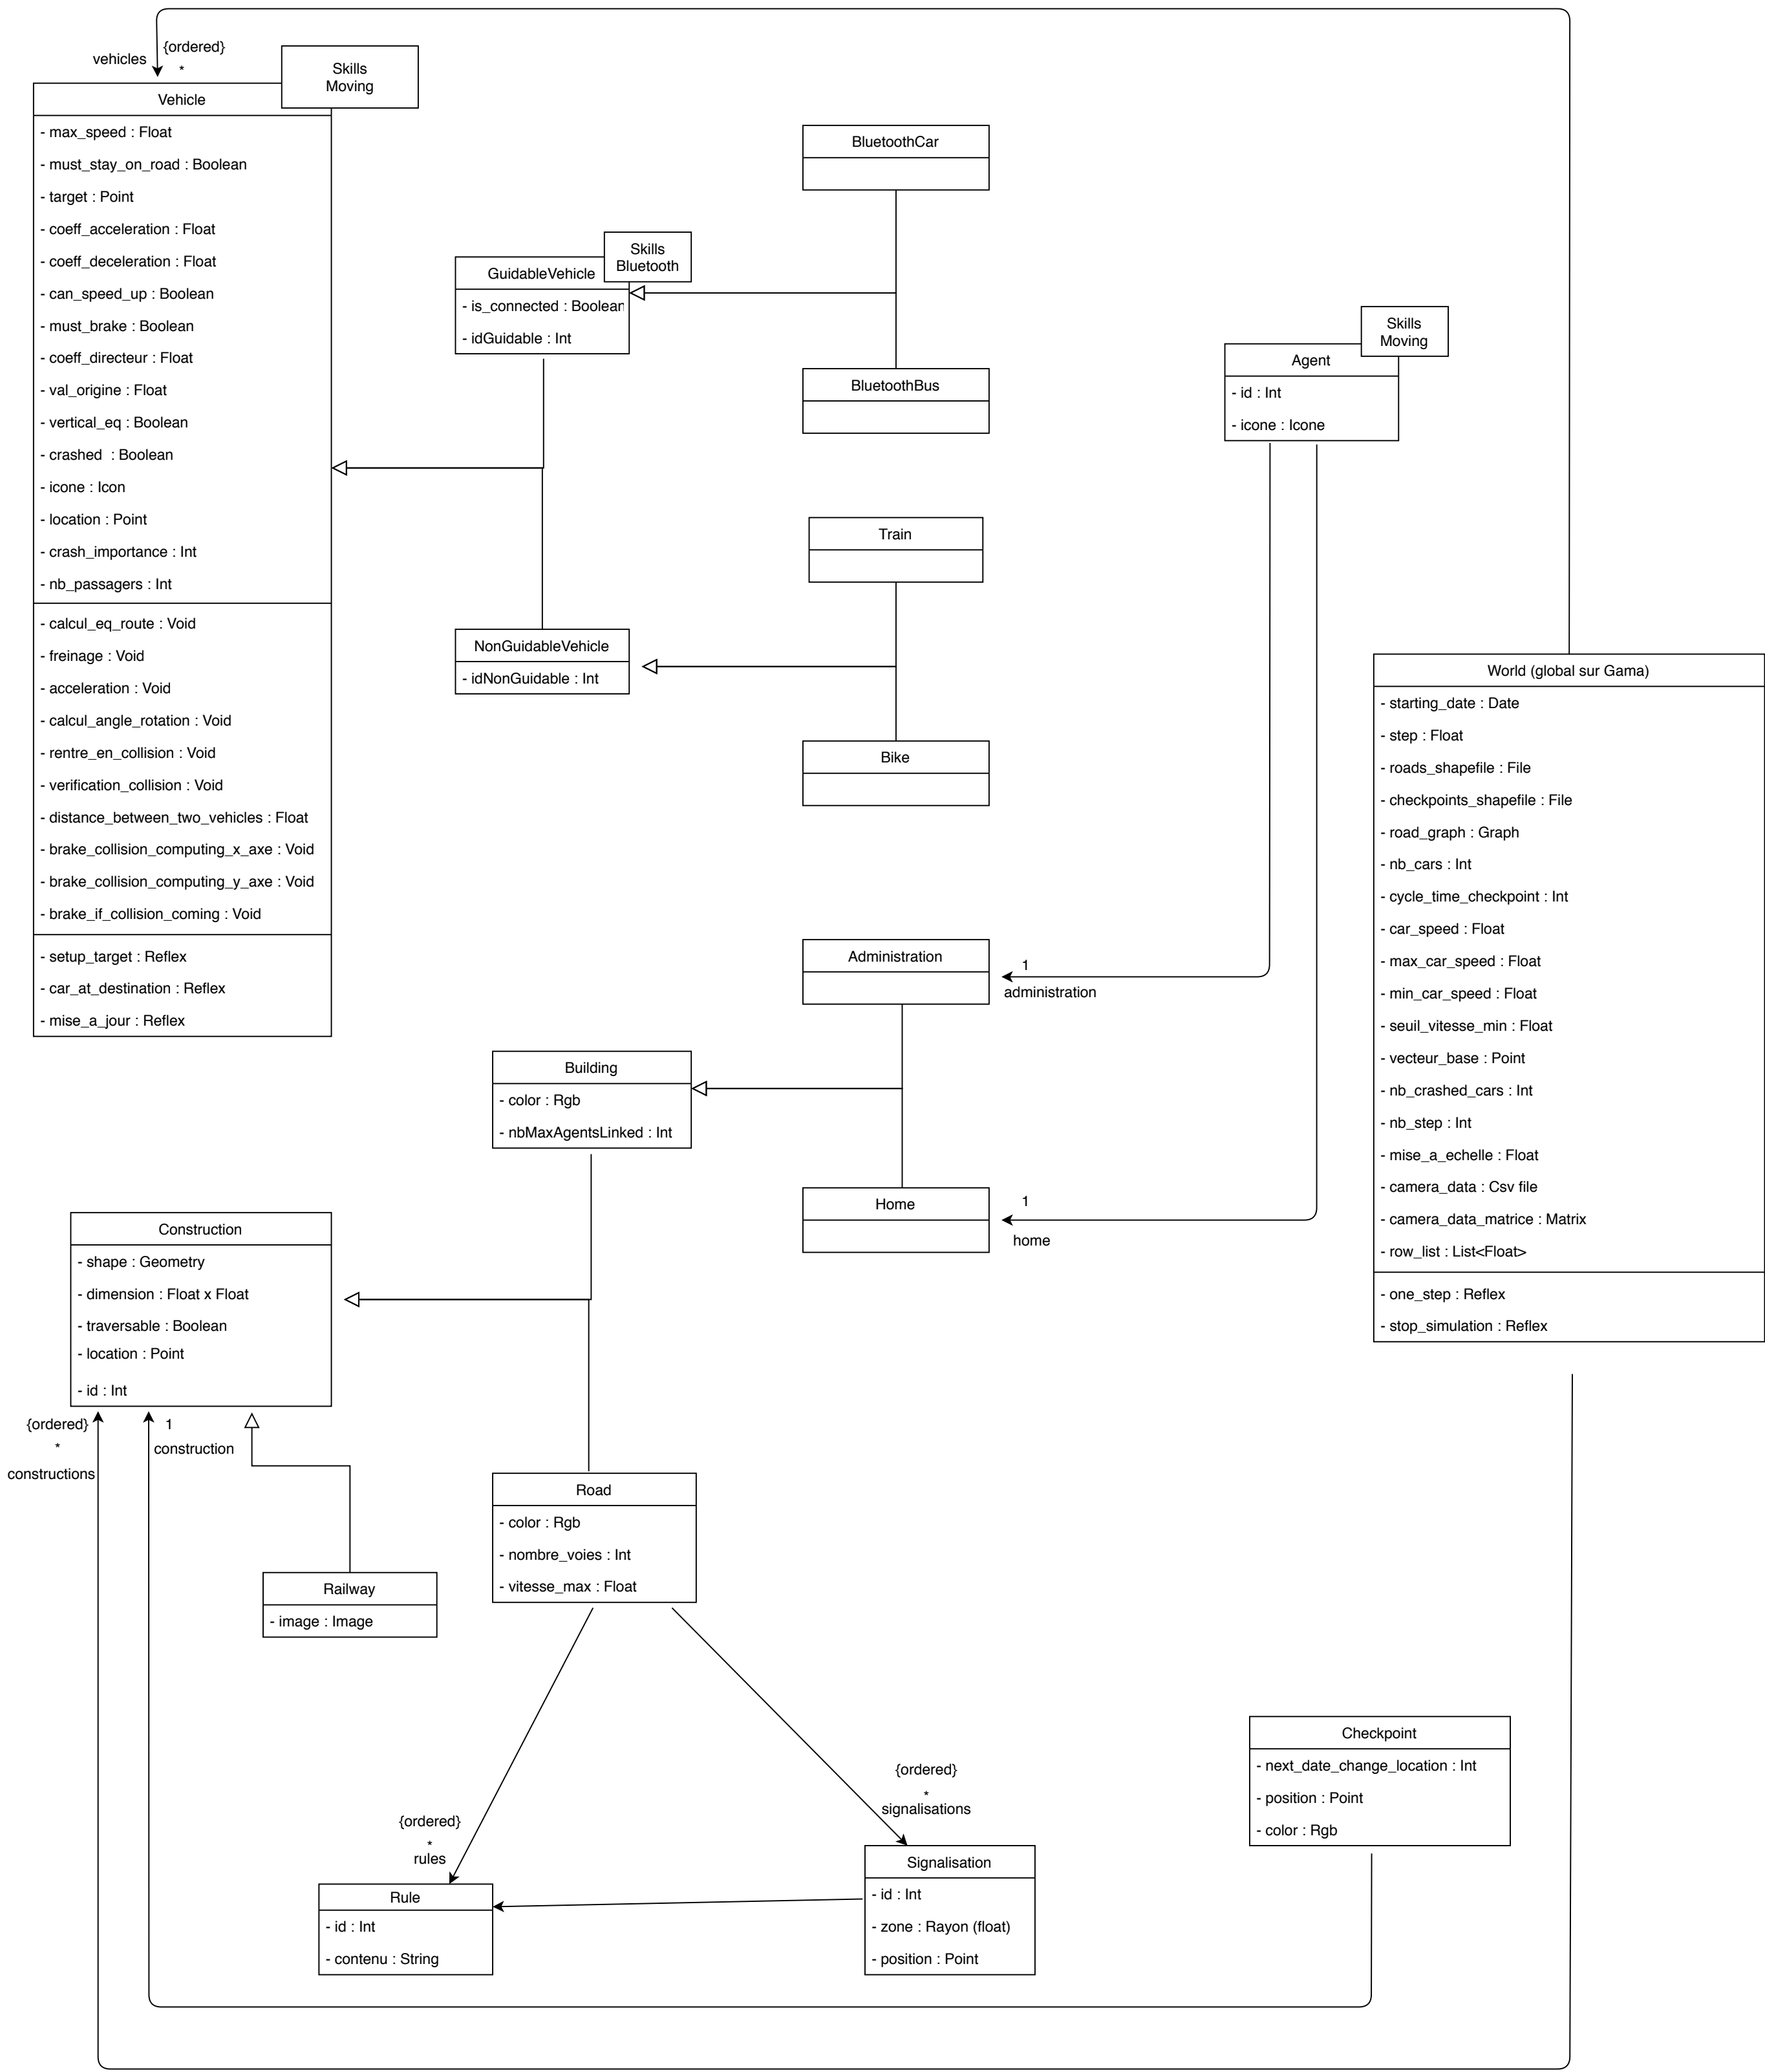 vehicles
{ordered}
*
Skills
Moving
Vehicle
- max_speed : Float
- must_stay_on_road : Boolean
- target : Point
- coeff_acceleration : Float
- coeff_deceleration : Float
- can_speed_up : Boolean
- must_brake : Boolean
- coeff_directeur : Float
- val_origine : Float
- vertical_eq : Boolean
- crashed  : Boolean
- icone : Icon
- location : Point
- crash_importance : Int
- nb_passagers : Int
- calcul_eq_route : Void
- freinage : Void
- acceleration : Void
- calcul_angle_rotation : Void
- rentre_en_collision : Void
- verification_collision : Void
- distance_between_two_vehicles : Float
- brake_collision_computing_x_axe : Void
- brake_collision_computing_y_axe : Void
- brake_if_collision_coming : Void
- setup_target : Reflex
- car_at_destination : Reflex
- mise_a_jour : Reflex
BluetoothCar
Skills
Bluetooth
GuidableVehicle
- is_connected : Boolean
- idGuidable : Int
BluetoothBus
Skills
Moving
Agent
- id : Int
- icone : Icone
Train
NonGuidableVehicle
- idNonGuidable : Int
Bike
World (global sur Gama)
- starting_date : Date
- step : Float
- roads_shapefile : File
- checkpoints_shapefile : File
- road_graph : Graph
- nb_cars : Int
- cycle_time_checkpoint : Int
- car_speed : Float
- max_car_speed : Float
- min_car_speed : Float
- seuil_vitesse_min : Float
- vecteur_base : Point
- nb_crashed_cars : Int
- nb_step : Int
- mise_a_echelle : Float
- camera_data : Csv file
- camera_data_matrice : Matrix
- row_list : List<Float>
- one_step : Reflex
- stop_simulation : Reflex
Administration
1
administration
Building
- color : Rgb
- nbMaxAgentsLinked : Int
Home
1
home
Construction
- shape : Geometry
- dimension : Float x Float
- traversable : Boolean
- location : Point
- id : Int
{ordered}
*
constructions
1
construction
Railway
- image : Image
Road
- color : Rgb
- nombre_voies : Int
- vitesse_max : Float
{ordered}
*
rules
{ordered}
*
signalisations
Rule
- id : Int
- contenu : String
Signalisation
- id : Int
- zone : Rayon (float)
- position : Point
Checkpoint
- next_date_change_location : Int
- position : Point
- color : Rgb